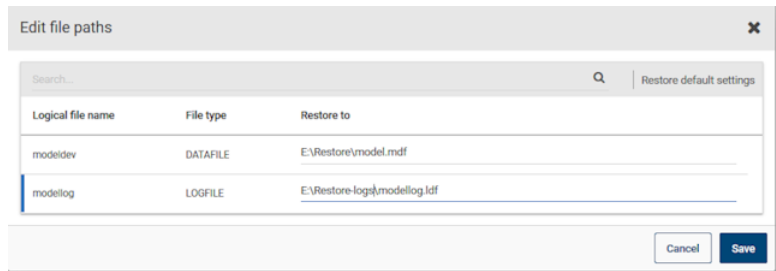 Edit file paths
Search...
Restore default settings
Logical file name File type Restore to
modeldev DATAFILE E:\Restore\model.mdf
modellog LOGFILE E:\Restore-logs\modellog.ldf
Cancel Save